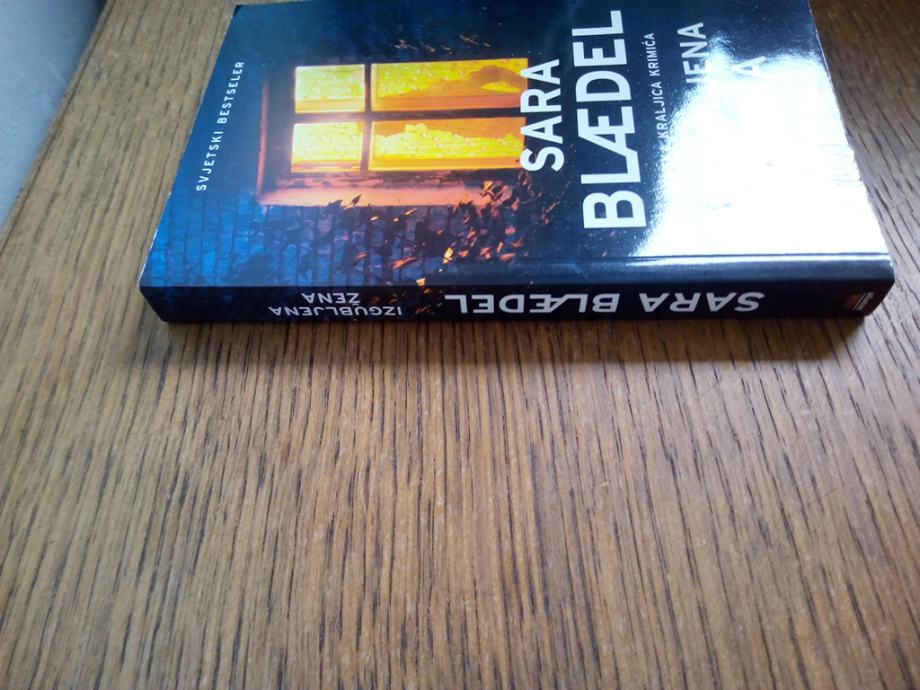 SVJETSKI BESTSELER
SARA
BLÆDEL
KRALJICA KRIMIĆA
JENA
A
SARA BLÆDEL
IZGUBLJENA
ŽENA